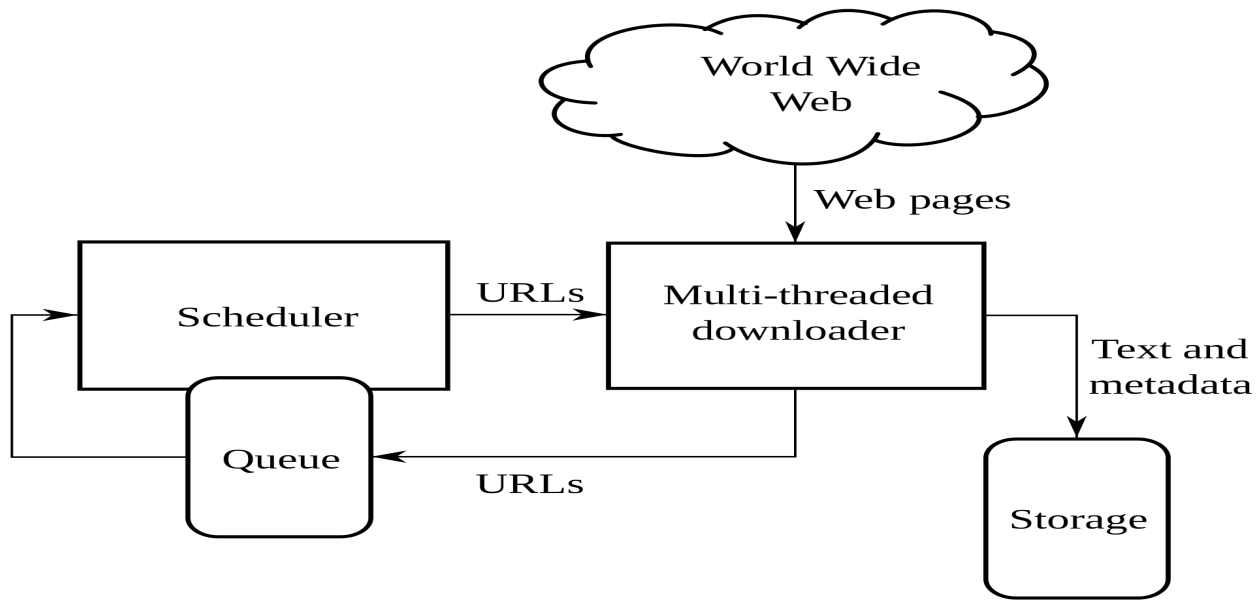 World Wide
Web
Web pages
Scheduler
URLs
Multi-threaded
downloader
Text and
metadata
Queue
URLs
Storage